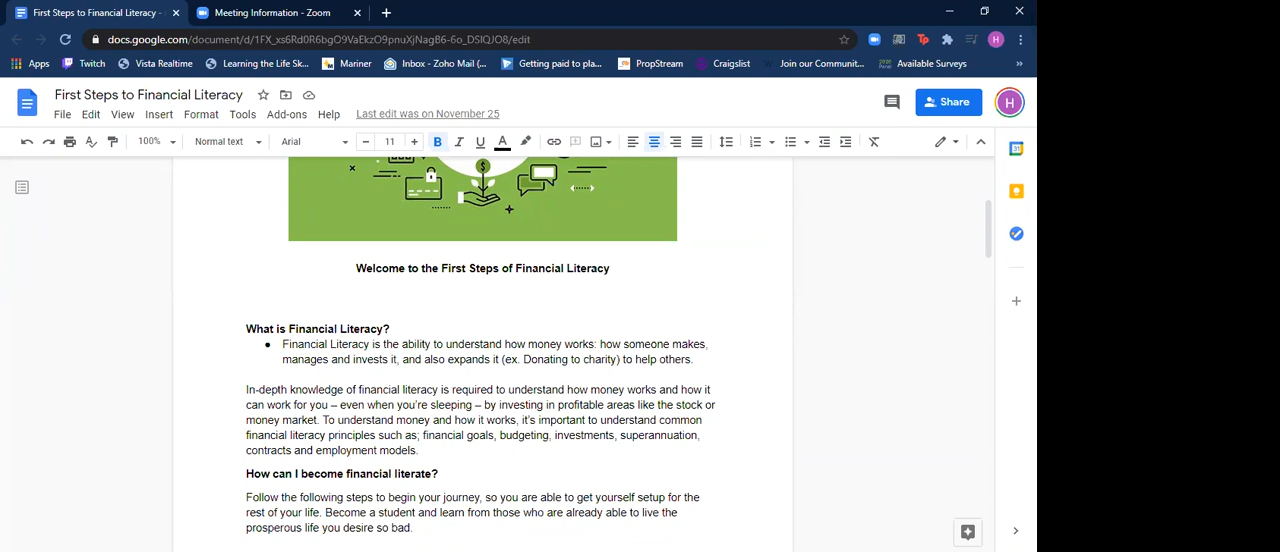 First Steps to Financial Literacy -
Meeting Information - Zoom
docs.google.com/document/d/1FX_xs6Rd0R6bgO9VaEkzO9pnuXjNagB6-6o_DSlQJO8/edit
Apps Twitch Vista Realtime Learning the Life Sk... Mariner Inbox - Zoho Mail (... Getting paid to pla... PropStream Craigslist Join our Communit... Available Surveys »
First Steps to Financial Literacy
File Edit View Insert Format Tools Add-ons Help Last edit was on November 25
Share
H
100% Normal text Arial 11 B I U A
Welcome to the First Steps of Financial Literacy
What is Financial Literacy?
● Financial Literacy is the ability to understand how money works: how someone makes,
manages and invests it, and also expands it (ex. Donating to charity) to help others.
In-depth knowledge of financial literacy is required to understand how money works and how it
can work for you – even when you're sleeping – by investing in profitable areas like the stock or
money market. To understand money and how it works, it's important to understand common
financial literacy principles such as; financial goals, budgeting, investments, superannuation,
contracts and employment models.
How can I become financial literate?
Follow the following steps to begin your journey, so you are able to get yourself setup for the
rest of your life. Become a student and learn from those who are already able to live the
prosperous life you desire so bad.